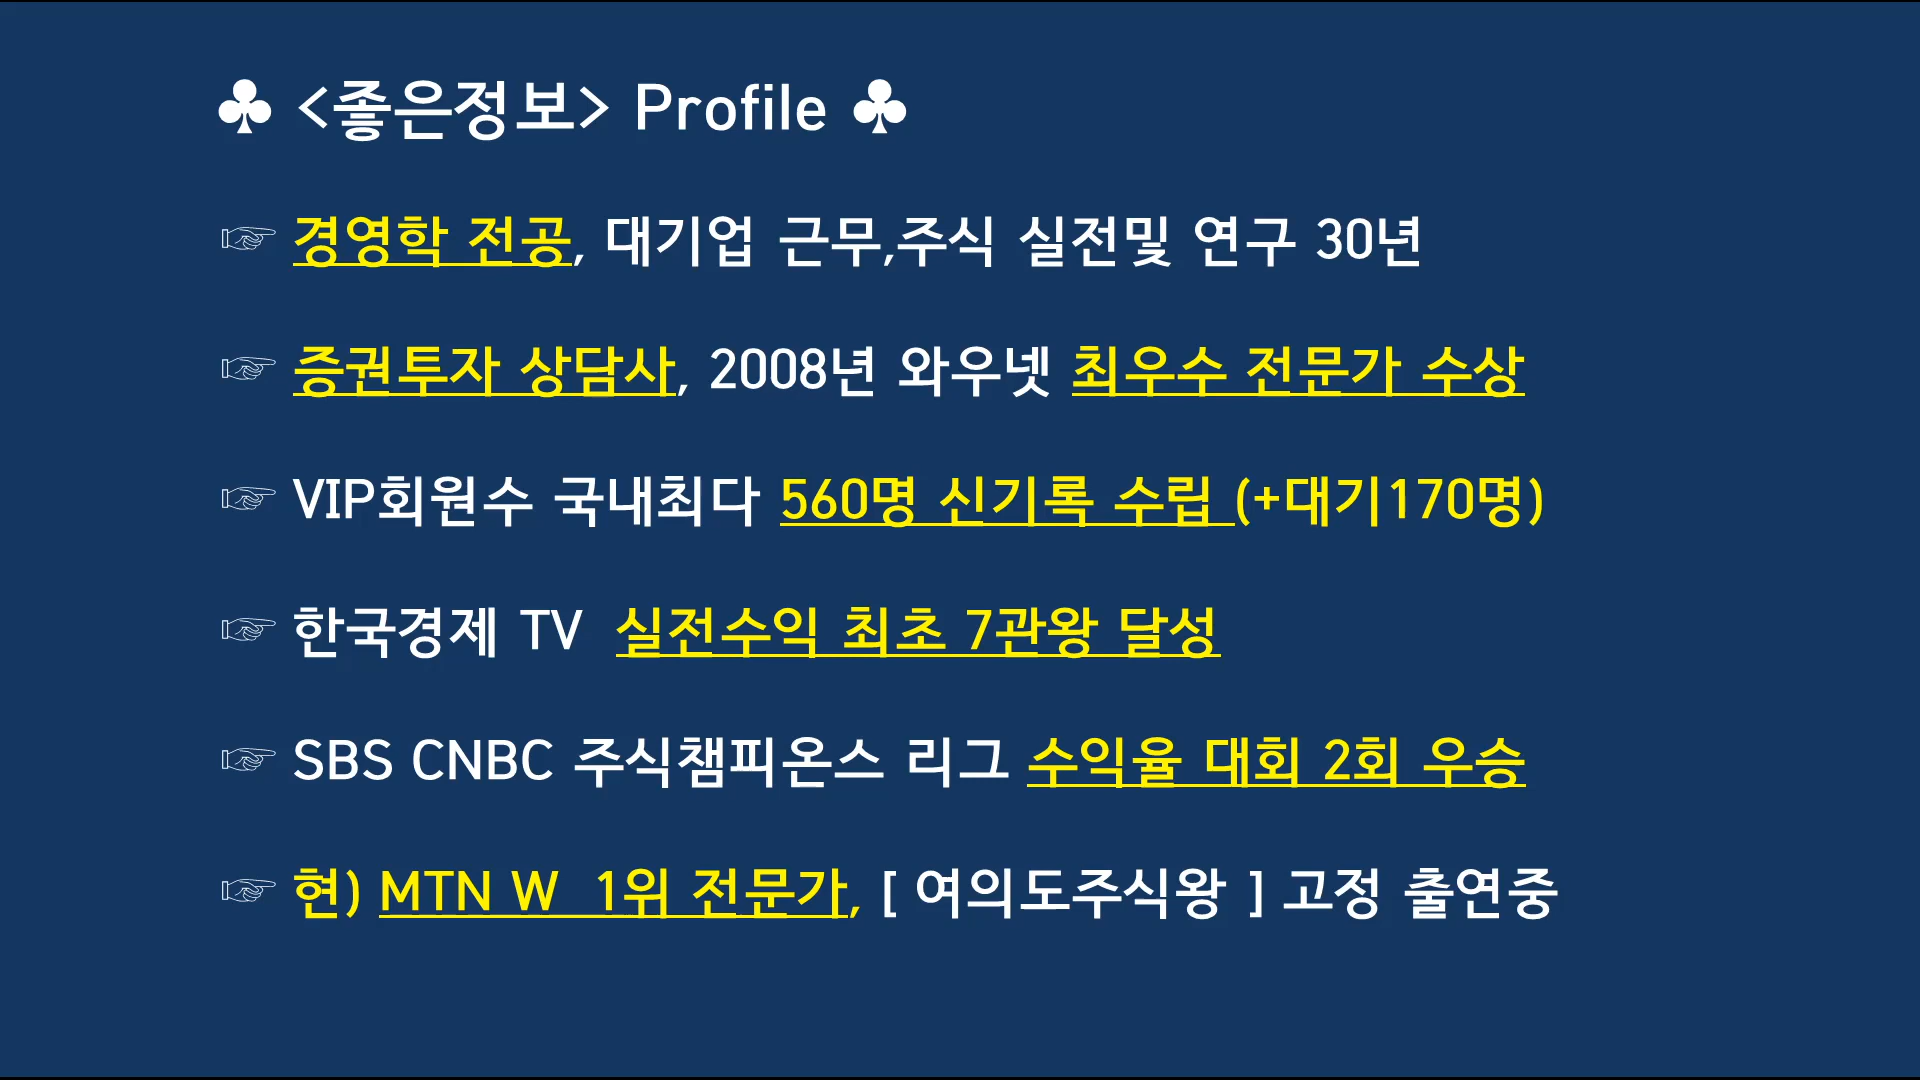 ♣ <좋은정보> Profile ♣
☞ 경영학 전공, 대기업 근무,주식 실전및 연구 30년
☞ 증권투자 상담사, 2008년 와우넷 최우수 전문가 수상
☞ VIP회원수 국내최다 560명 신기록 수립 (+대기170명)
☞ 한국경제 TV  실전수익 최초 7관왕 달성
☞ SBS CNBC 주식챔피온스 리그 수익율 대회 2회 우승
☞ 현) MTN W  1위 전문가, [ 여의도주식왕 ] 고정 출연중